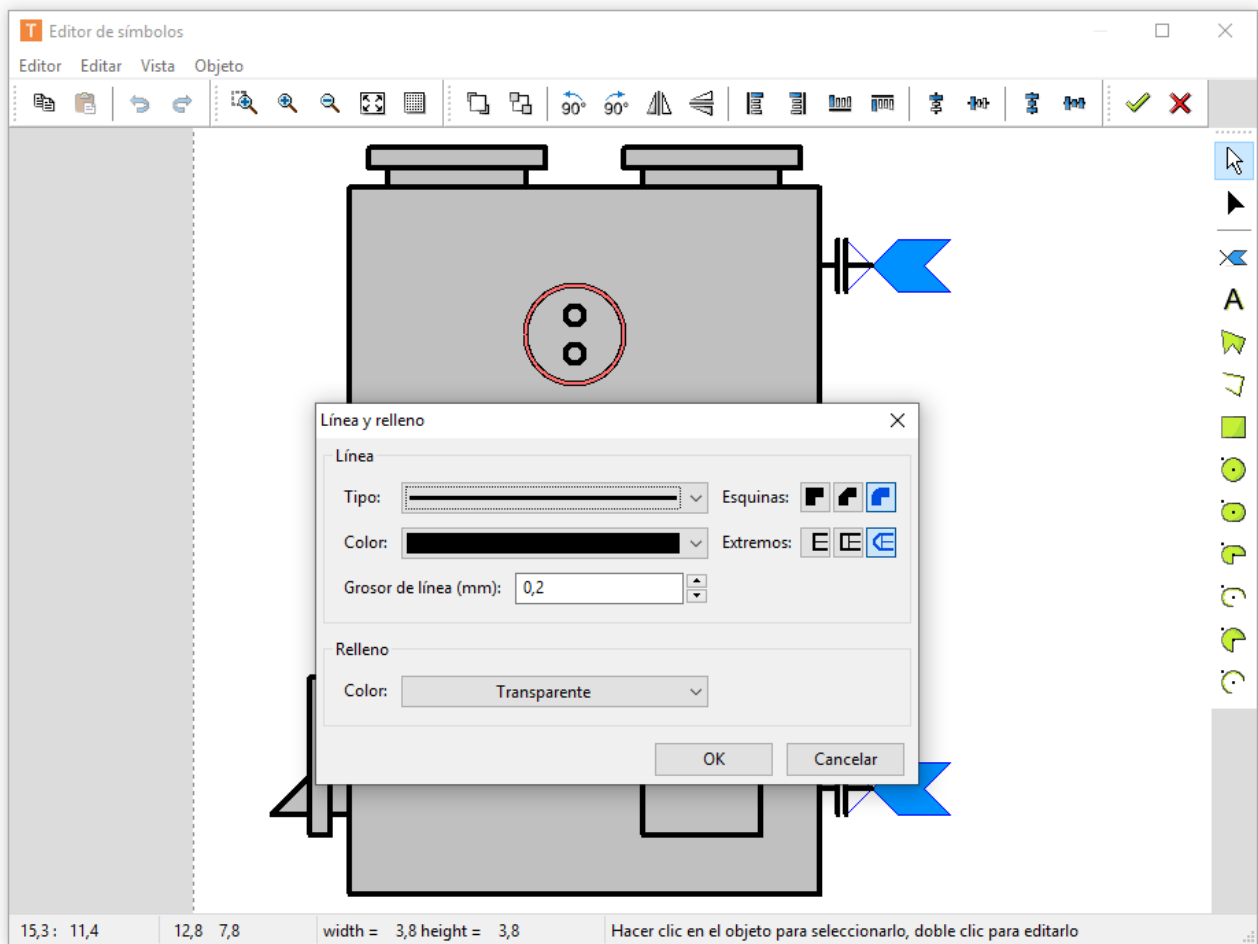 T Editor de símbolos
Editor Editar Vista Objeto
90° 90°
A
Línea y relleno
Línea
Tipo: Esquinas:
Color: Extremos:
Grosor de línea (mm): 0,2
Relleno
Color: Transparente
OK Cancelar
15,3 : 11,4 12,8 7,8 width = 3,8 height = 3,8 Hacer clic en el objeto para seleccionarlo, doble clic para editarlo